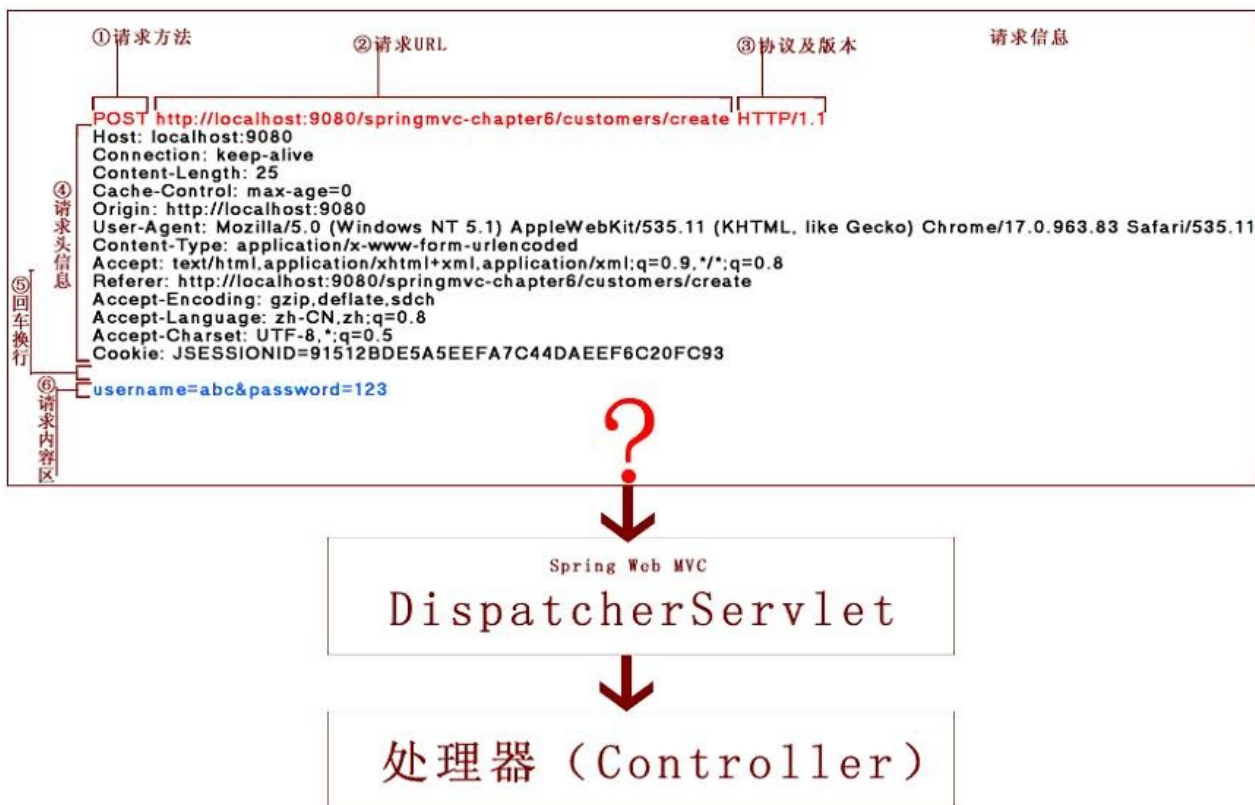 ①请求方法 ②请求URL ③协议及版本 请求信息
POST http://localhost:9080/springmvc-chapter6/customers/create HTTP/1.1
Host: localhost:9080
Connection: keep-alive
Content-Length: 25
Cache-Control: max-age=0
Origin: http://localhost:9080
User-Agent: Mozilla/5.0 (Windows NT 5.1) AppleWebKit/535.11 (KHTML, like Gecko) Chrome/17.0.963.83 Safari/535.11
Content-Type: application/x-www-form-urlencoded
Accept: text/html,application/xhtml+xml,application/xml;q=0.9,*/*;q=0.8
Referer: http://localhost:9080/springmvc-chapter6/customers/create
Accept-Encoding: gzip,deflate,sdch
Accept-Language: zh-CN,zh;q=0.8
Accept-Charset: UTF-8,*;q=0.5
Cookie: JSESSIONID=91512BDE5A5EEFA7C44DAEEF6C20FC93
④请求头信息
⑤回车换行
⑥请求内容区
username=abc&password=123
?
Spring Web MVC
DispatcherServlet
处理器（Controller）